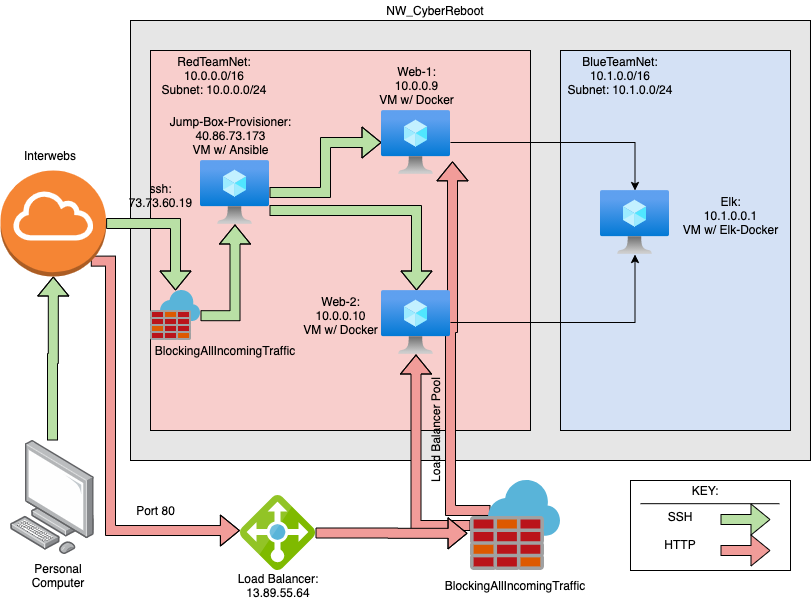 NW_CyberReboot
RedTeamNet:
10.0.0.0/16
Subnet: 10.0.0.0/24
BlueTeamNet:
10.1.0.0/16
Subnet: 10.1.0.0/24
Web-1:
10.0.0.9
VM w/ Docker
Jump-Box-Provisioner:
40.86.73.173
VM w/ Ansible
Interwebs
ssh:
73.73.60.19
Elk:
10.1.0.0.1
VM w/ Elk-Docker
Web-2:
10.0.0.10
VM w/ Docker
BlockingAllIncomingTraffic
Load Balancer Pool
Port 80
KEY:
SSH
HTTP
Personal
Computer
Load Balancer:
13.89.55.64
BlockingAllIncomingTraffic